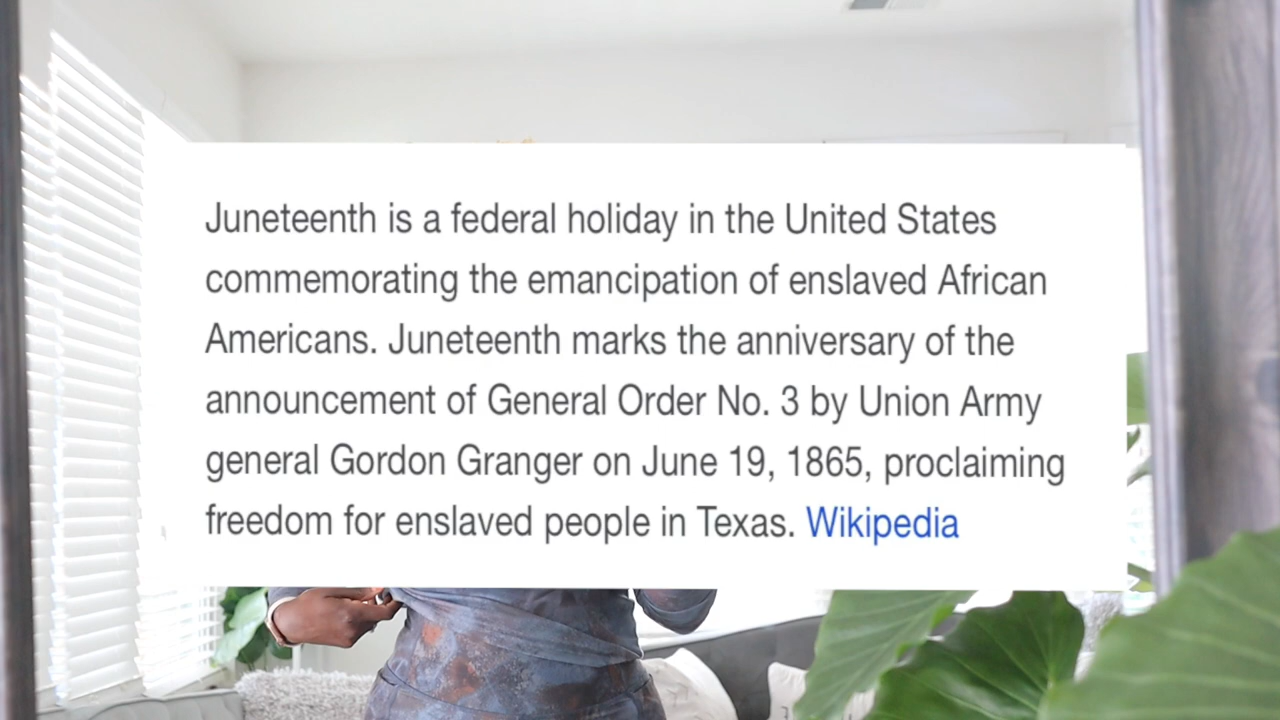 Juneteenth is a federal holiday in the United States
commemorating the emancipation of enslaved African
Americans. Juneteenth marks the anniversary of the
announcement of General Order No. 3 by Union Army
general Gordon Granger on June 19, 1865, proclaiming
freedom for enslaved people in Texas. Wikipedia